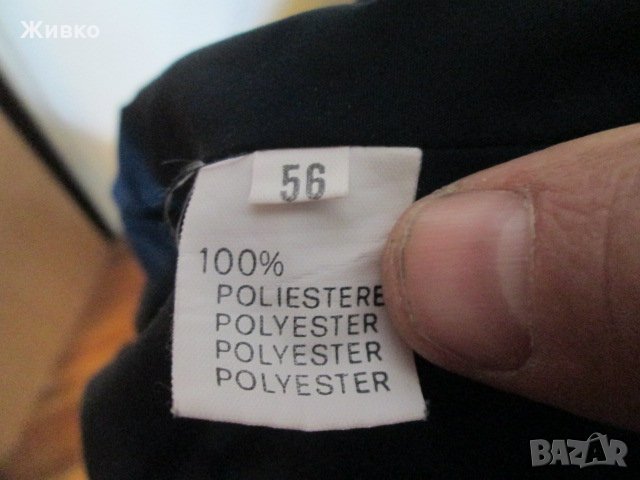 Живко
56
100%
POLIESTERE
POLYESTER
POLYESTER
POLYESTER
BAZAR